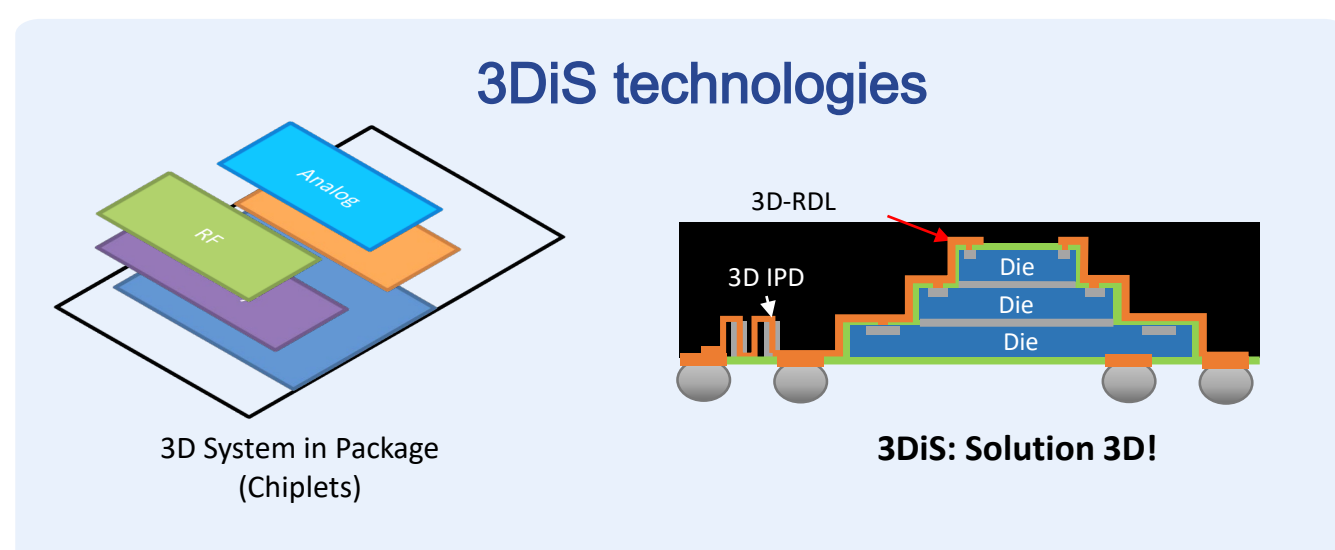 3DiS technologies
Analog
RF
3D System in Package
(Chiplets)
3D-RDL
3D IPD
Die
Die
Die
3DiS: Solution 3D!